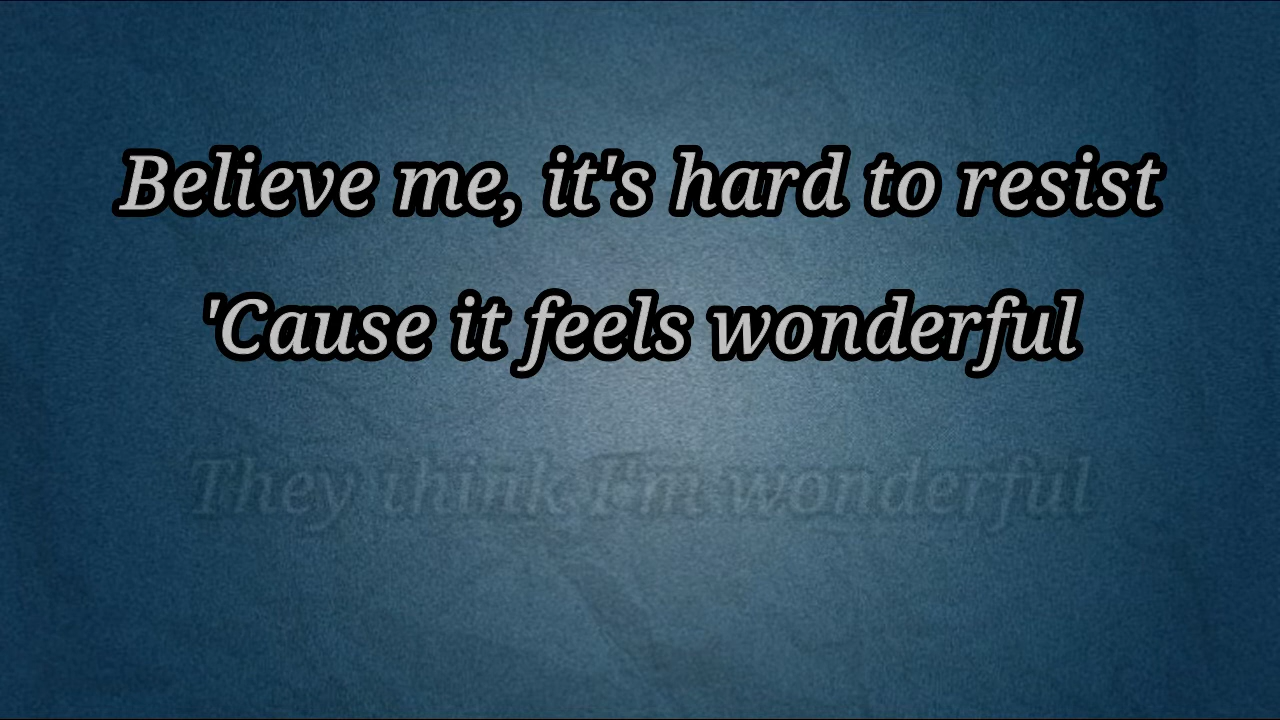 Believe me, it's hard to resist
'Cause it feels wonderful
They think I'm wonderful